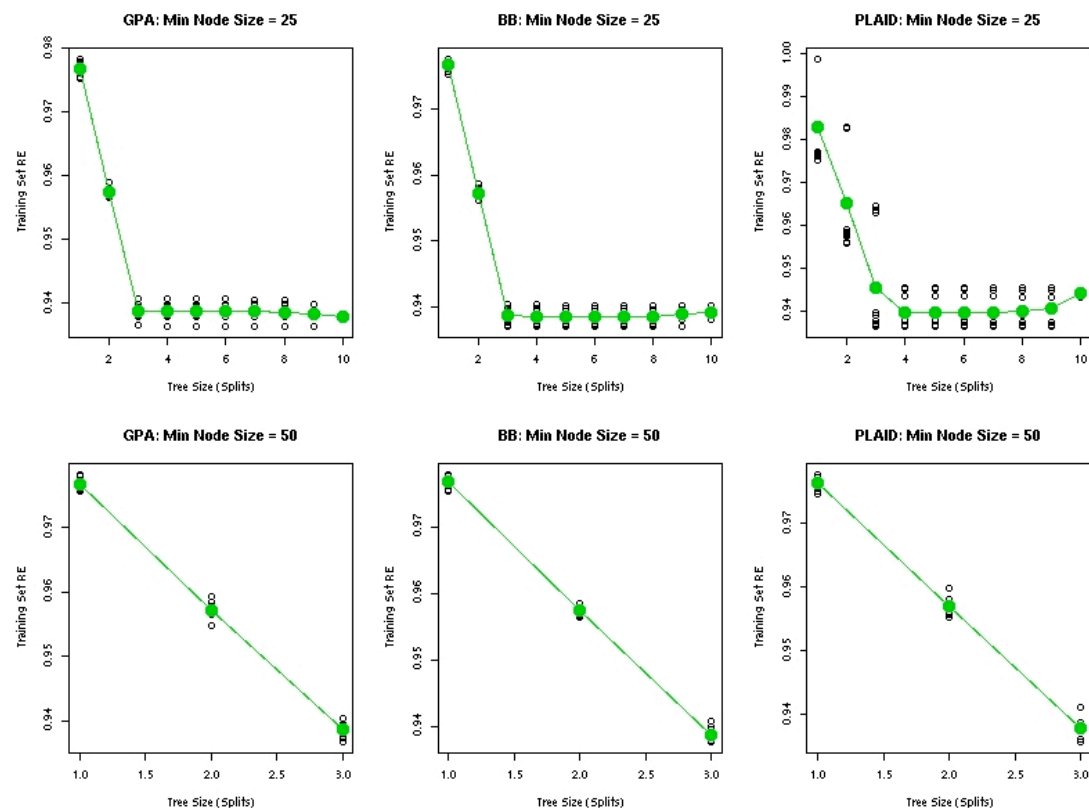 GPA: Min Node Size = 25
Training Set RE
0.98
0.97
0.96
0.95
0.94
2 4 6 8 10
Tree Size (Splits)
BB: Min Node Size = 25
Training Set RE
0.97
0.96
0.95
0.94
2 4 6 8 10
Tree Size (Splits)
PLAID: Min Node Size = 25
Training Set RE
1.00
0.99
0.98
0.97
0.96
0.95
0.94
2 4 6 8 10
Tree Size (Splits)
GPA: Min Node Size = 50
Training Set RE
0.97
0.96
0.95
0.94
1.0 1.5 2.0 2.5 3.0
Tree Size (Splits)
BB: Min Node Size = 50
Training Set RE
0.97
0.96
0.95
0.94
1.0 1.5 2.0 2.5 3.0
Tree Size (Splits)
PLAID: Min Node Size = 50
Training Set RE
0.97
0.96
0.95
0.94
1.0 1.5 2.0 2.5 3.0
Tree Size (Splits)